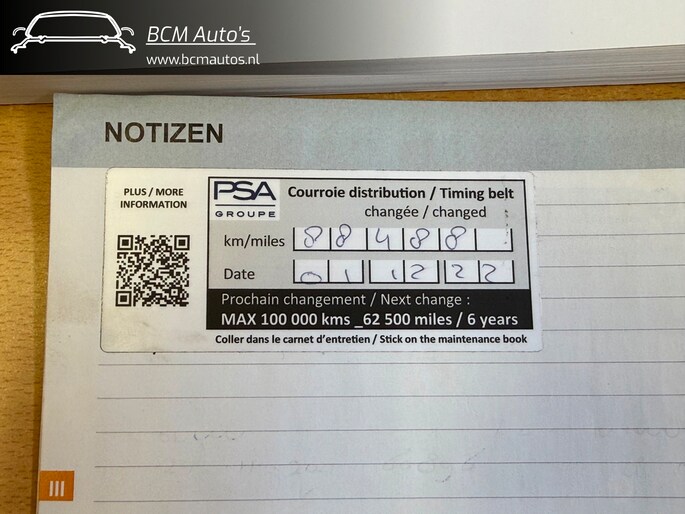 BCM Auto's
www.bcmautos.nl
NOTIZEN
PLUS / MORE
INFORMATION
PSA
GROUPE
Courroie distribution / Timing belt
changée / changed
km/miles 88488
Date 01 12 22
Prochain changement / Next change :
MAX 100 000 kms _62 500 miles / 6 years
Coller dans le carnet d'entretien / Stick on the maintenance book
III